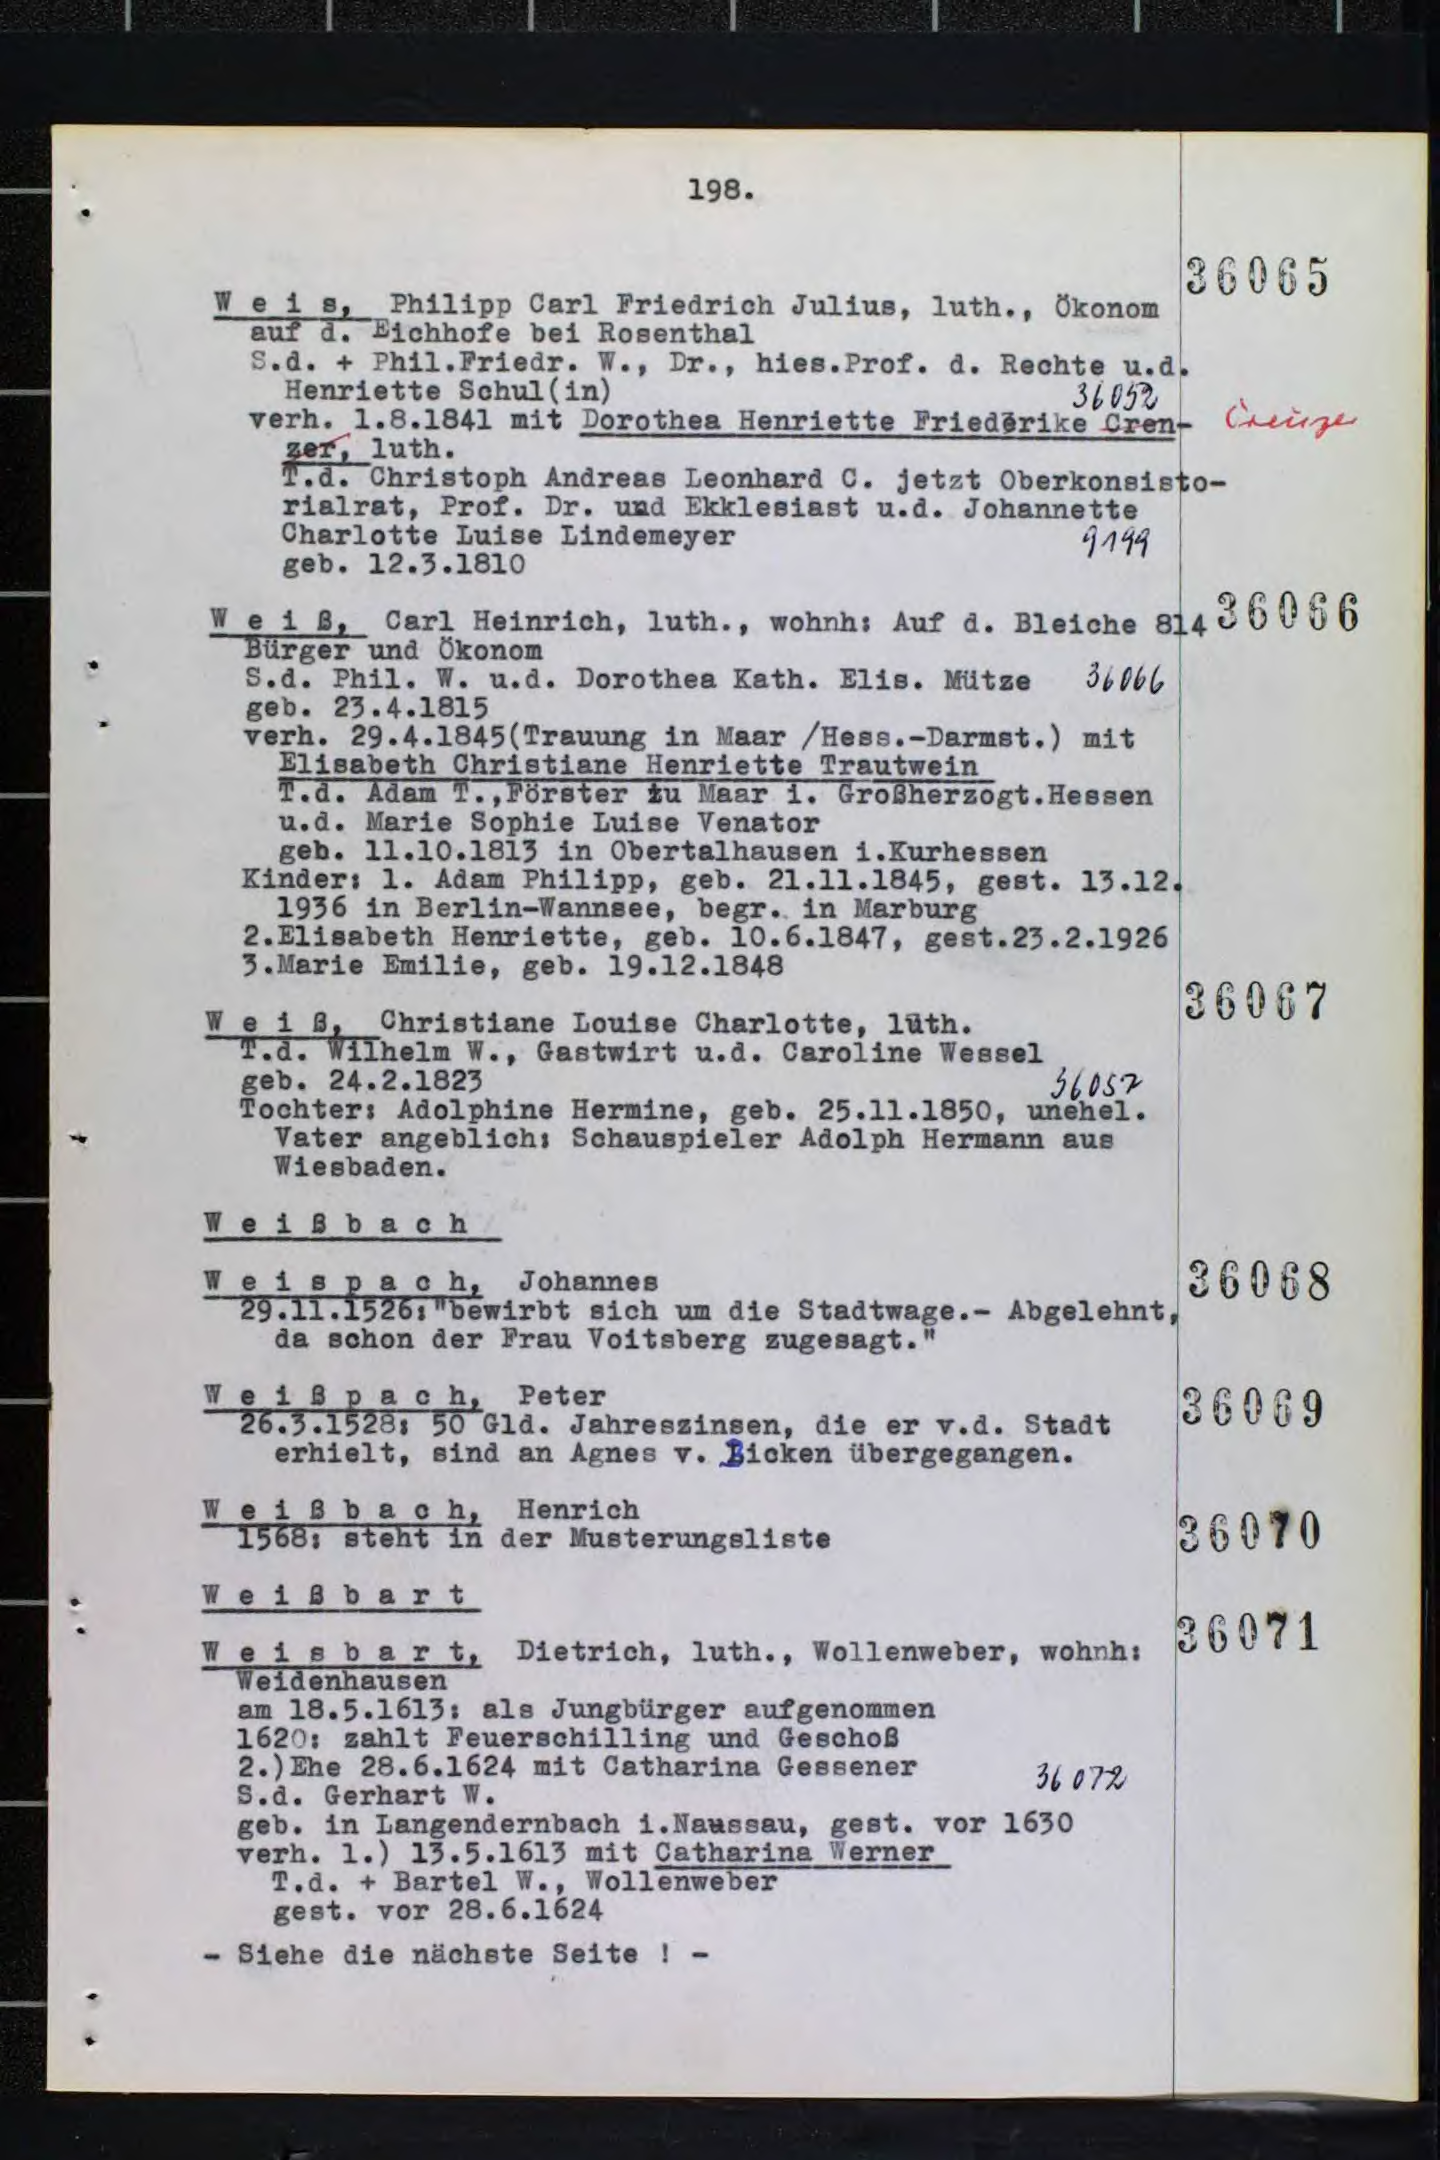 198.
36065
W e i s, Philipp Carl Friedrich Julius, luth., Ökonom
auf d. Eichhofe bei Rosenthal
S.d. + Phil.Friedr. W., Dr., hies.Prof. d. Rechte u.d.
Henriette Schul(in) 36052
verh. 1.8.1841 mit Dorothea Henriette Friederike Cren-
zer, luth.
T.d. Christoph Andreas Leonhard C. jetzt Oberkonsisto-
rialrat, Prof. Dr. und Ekklesiast u.d. Johannette
Charlotte Luise Lindemeyer 9199
geb. 12.3.1810
W e i ß, Carl Heinrich, luth., wohnh: Auf d. Bleiche 814 36066
Bürger und Ökonom
S.d. Phil. W. u.d. Dorothea Kath. Elis. Mütze 36066
geb. 23.4.1815
verh. 29.4.1845(Trauung in Maar /Hess.-Darmst.) mit
Elisabeth Christiane Henriette Trautwein
T.d. Adam T.,Förster zu Maar i. Großherzogt.Hessen
u.d. Marie Sophie Luise Venator
geb. 11.10.1813 in Obertalhausen i.Kurhessen
Kinder: 1. Adam Philipp, geb. 21.11.1845, gest. 13.12.
1936 in Berlin-Wannsee, begr. in Marburg
2.Elisabeth Henriette, geb. 10.6.1847, gest.23.2.1926
3.Marie Emilie, geb. 19.12.1848
36067
W e i ß, Christiane Louise Charlotte, luth.
T.d. Wilhelm W., Gastwirt u.d. Caroline Wessel
geb. 24.2.1823 36057
Tochter: Adolphine Hermine, geb. 25.11.1850, unehel.
Vater angeblich: Schauspieler Adolph Hermann aus
Wiesbaden.
W e i ß b a c h
W e i s p a c h, Johannes 36068
29.11.1526:"bewirbt sich um die Stadtwage.- Abgelehnt,
da schon der Frau Voitsberg zugesagt."
W e i ß p a c h, Peter 36069
26.3.1528: 50 Gld. Jahreszinsen, die er v.d. Stadt
erhielt, sind an Agnes v. Bicken übergegangen.
W e i ß b a c h, Henrich 36070
1568: steht in der Musterungsliste
W e i ß b a r t
36071
W e i s b a r t, Dietrich, luth., Wollenweber, wohnh:
Weidenhausen
am 18.5.1613: als Jungbürger aufgenommen
1620: zahlt Feuerschilling und Geschoß
2.)Ehe 28.6.1624 mit Catharina Gessener 36072
S.d. Gerhart W.
geb. in Langendernbach i.Naussau, gest. vor 1630
verh. 1.) 13.5.1613 mit Catharina Werner
T.d. + Bartel W., Wollenweber
gest. vor 28.6.1624
- Siehe die nächste Seite ! -